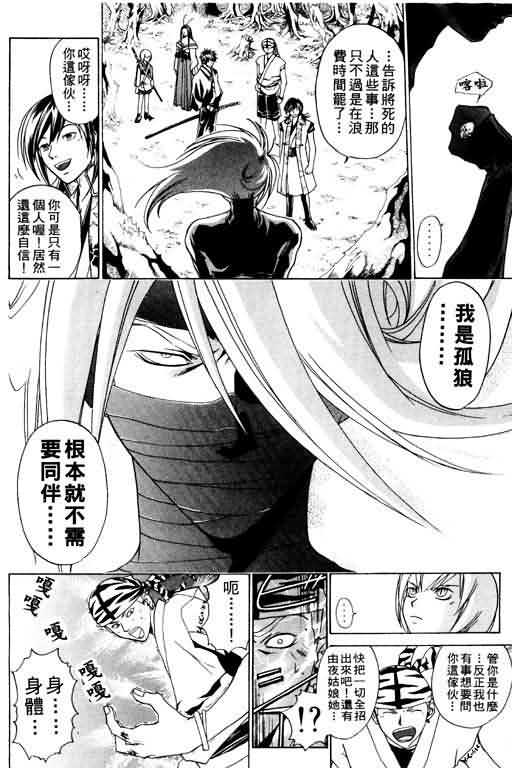 喀啦
……
…告訴將死的
人這些事…那
只不過是在浪
費時間罷了…
哎呀呀…
你這傢伙…
你可是只有一
個人喔！居然
還這麼自信！
我是孤狼
………
根本就不需
要同伴……
管你是什麼
…反正我也
有事想要問
你這傢伙…
快把一切全招
出來吧！還有
由夜姑娘她…
!?
呃…
……！
嘎
嘎
嘎
嘎
嘎
身…
身體…